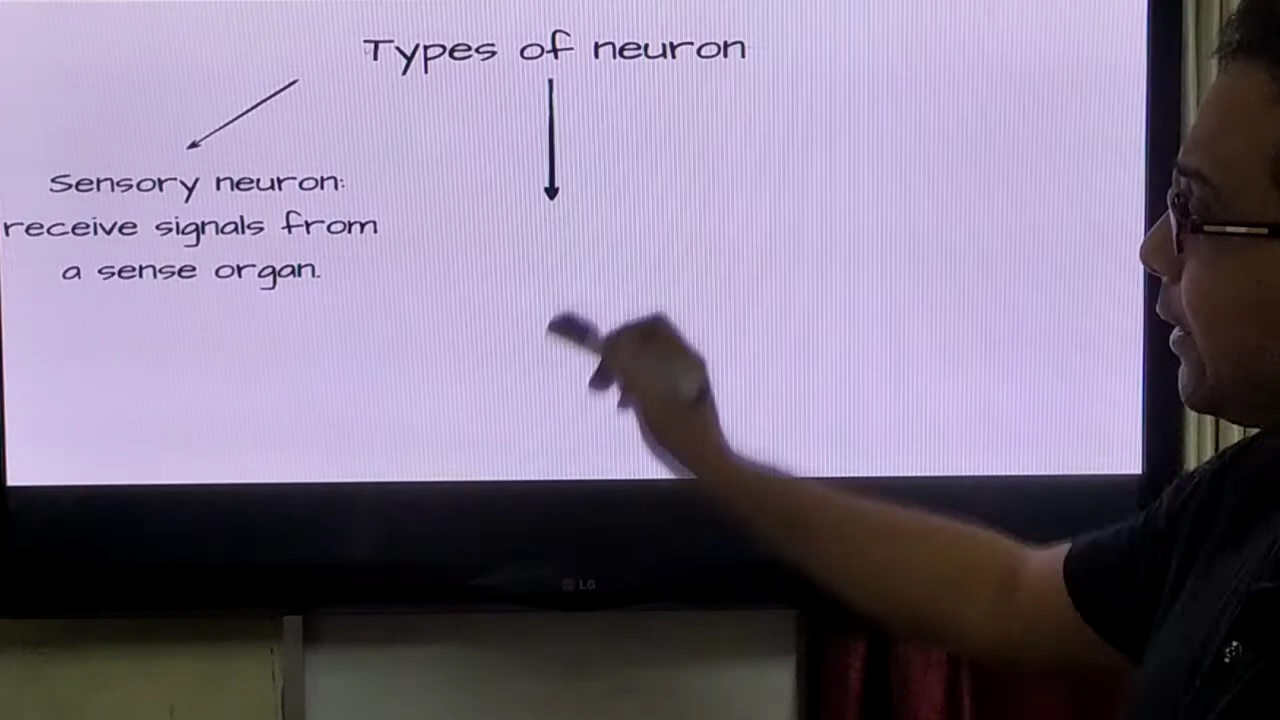 Types of neuron
Sensory neuron:
receive signals from
a sense organ.
LG